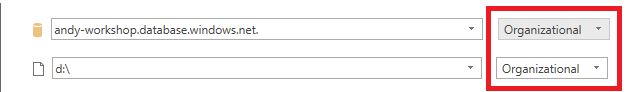 andy-workshop.database.windows.net. Organizational
d:\ Organizational